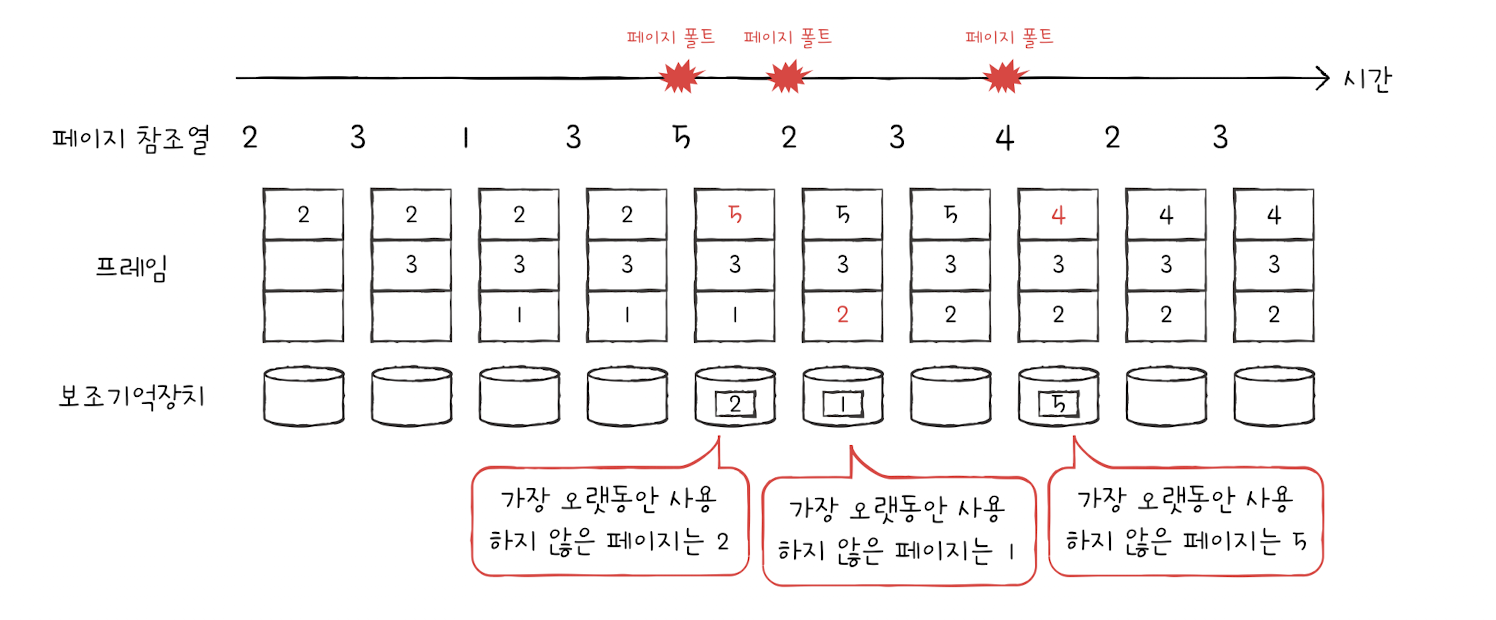 페이지 폴트 페이지 폴트 페이지 폴트
시간
페이지 참조열 2 3 1 3 5 2 3 4 2 3
2 2 2 2 5 5 5 4 4 4
프레임 3 3 3 3 3 3 3 3 3
1 1 1 2 2 2 2 2
보조기억장치 2 1 5
가장 오랫동안 사용
하지 않은 페이지는 2
가장 오랫동안 사용
하지 않은 페이지는 1
가장 오랫동안 사용
하지 않은 페이지는 5